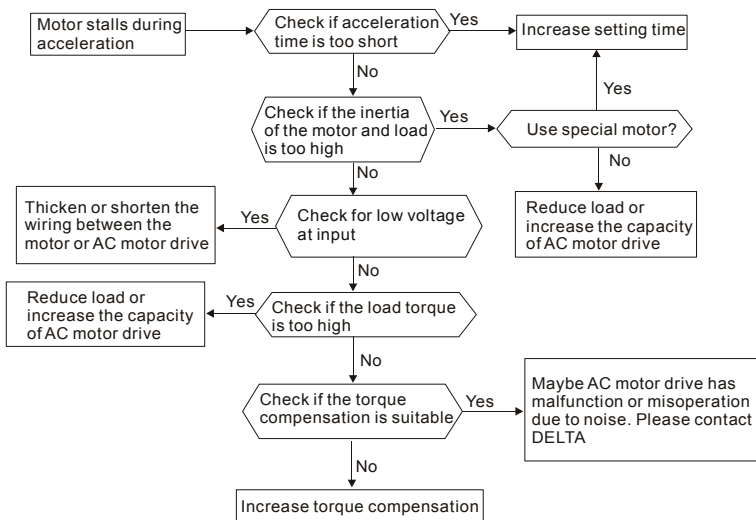 Motor stalls during
acceleration
Check if acceleration
time is too short
Yes
Increase setting time
No
Yes
Check if the inertia
of the motor and load
is too high
Yes
Use special motor?
No
No
Thicken or shorten the
wiring between the
motor or AC motor drive
Yes
Check for low voltage
at input
Reduce load or
increase the capacity
of AC motor drive
No
Reduce load or
increase the capacity
of AC motor drive
Yes
Check if the load torque
is too high
No
Check if the torque
compensation is suitable
Yes
Maybe AC motor drive has
malfunction or misoperation
due to noise. Please contact
DELTA
No
Increase torque compensation